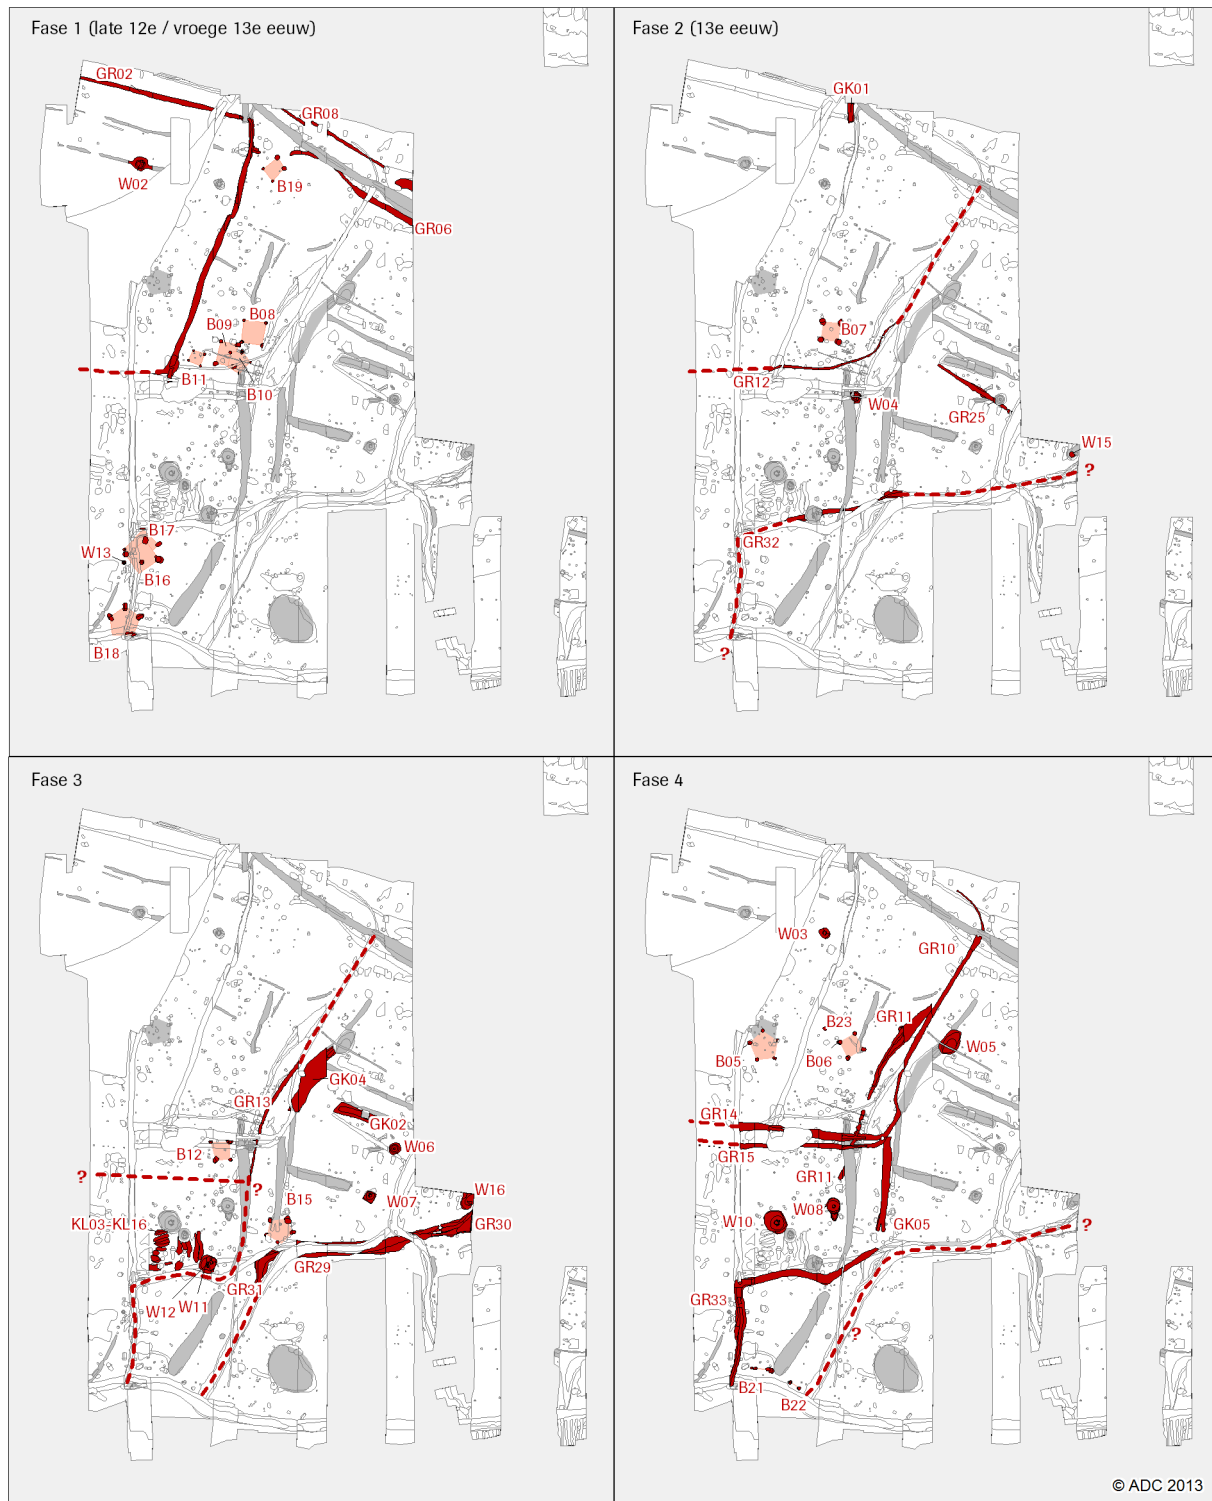 Fase 1 (late 12e / vroege 13e eeuw)
GR02
GR08
W02
B19
GR06
B08
B09
B11
B10
B17
W13
B16
B18
Fase 2 (13e eeuw)
GK01
B07
GR12
W04
GR25
W15
?
GR32
?
Fase 3
GK04
GR13
GK02
B12
W06
?
?
B15
W07
W16
KL03-KL16
GR30
GR29
GR31
W12
W11
Fase 4
W03
GR10
GR11
B23
W05
B05
B06
GR14
GR15
GR11
W08
W10
GK05
?
GR33
?
B21
B22
© ADC 2013